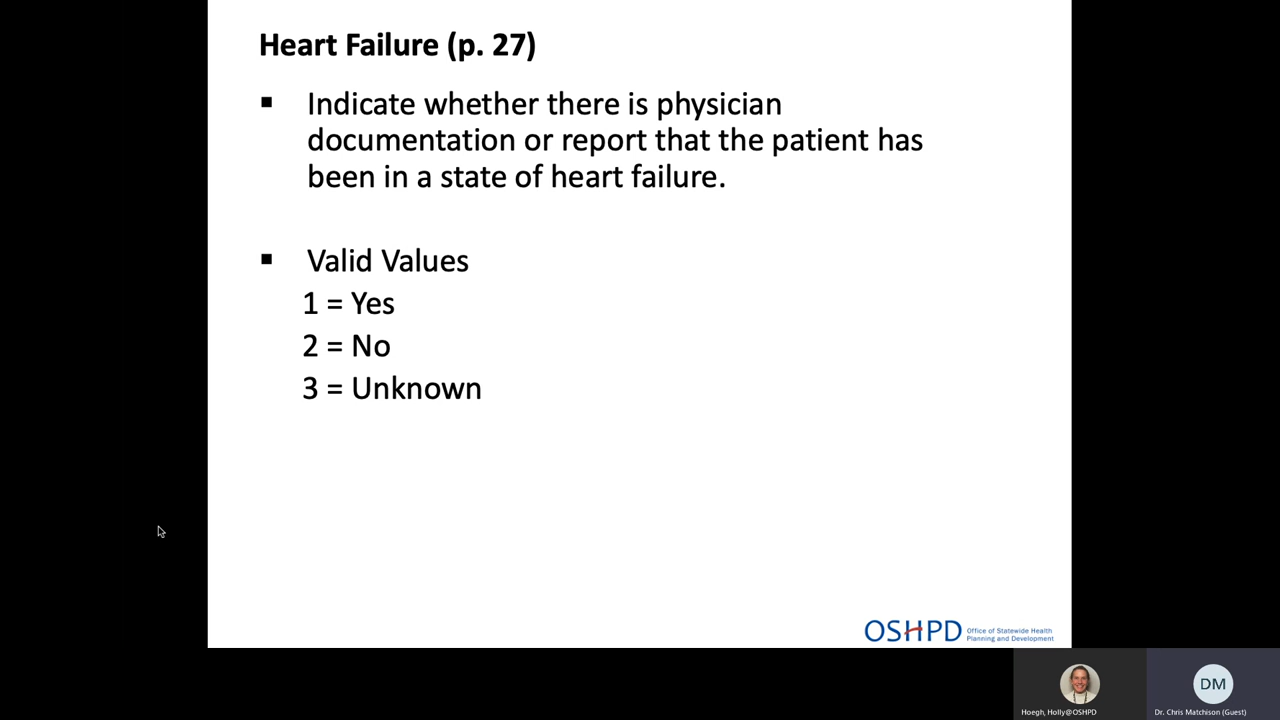 Heart Failure (p. 27)
▪ Indicate whether there is physician
documentation or report that the patient has
been in a state of heart failure.
▪ Valid Values
1 = Yes
2 = No
3 = Unknown
OSHPD
Office of Statewide Health
Planning and Development
DM
Hoegh, Holly@OSHPD
Dr. Chris Matchison (Guest)